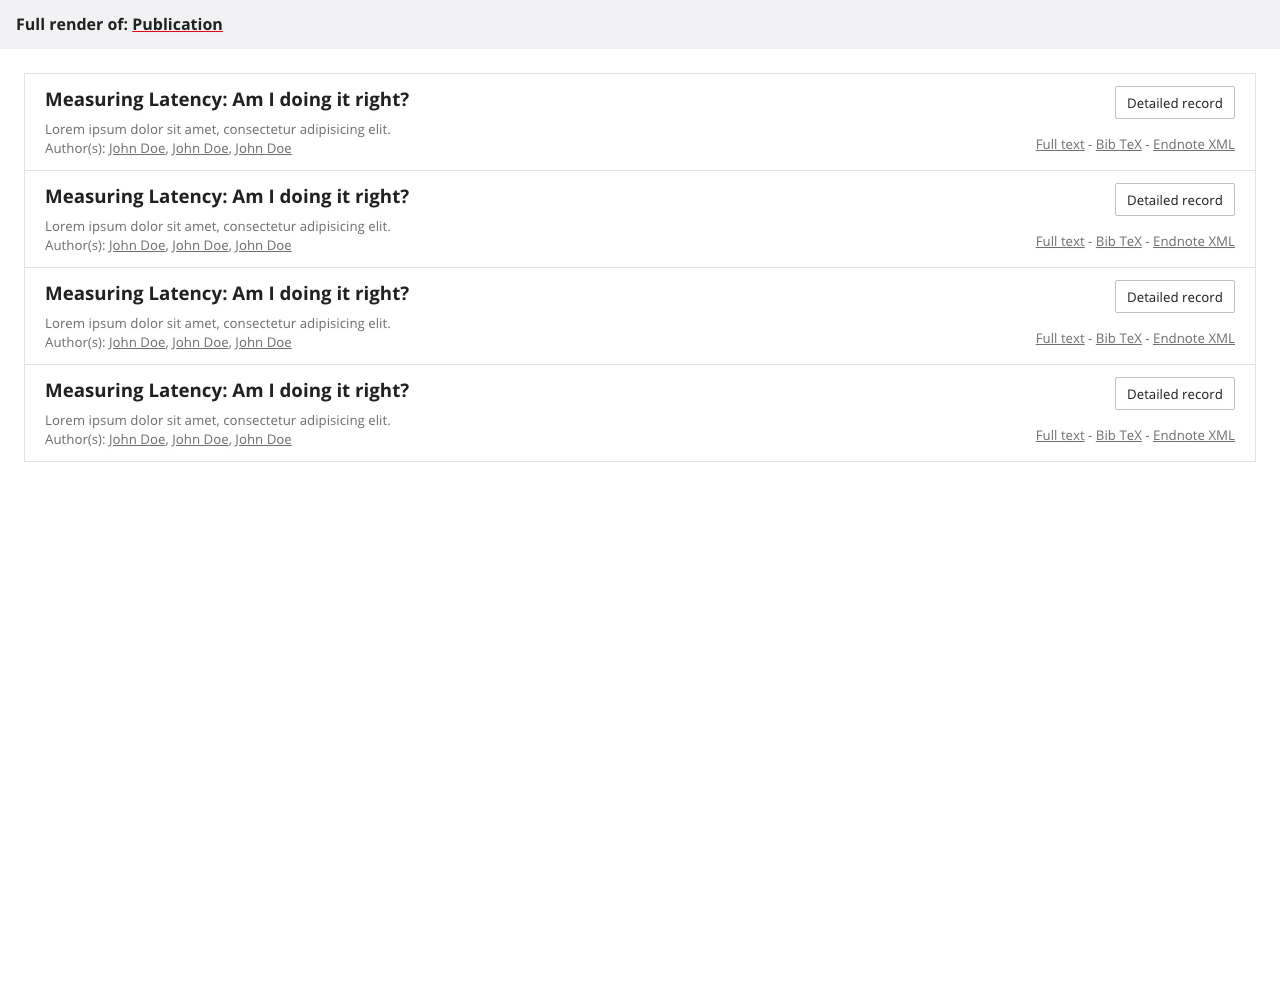 Full render of: Publication
Measuring Latency: Am I doing it right?
Detailed record
Lorem ipsum dolor sit amet, consectetur adipisicing elit.
Author(s): John Doe, John Doe, John Doe
Full text - Bib TeX - Endnote XML
Measuring Latency: Am I doing it right?
Detailed record
Lorem ipsum dolor sit amet, consectetur adipisicing elit.
Author(s): John Doe, John Doe, John Doe
Full text - Bib TeX - Endnote XML
Measuring Latency: Am I doing it right?
Detailed record
Lorem ipsum dolor sit amet, consectetur adipisicing elit.
Author(s): John Doe, John Doe, John Doe
Full text - Bib TeX - Endnote XML
Measuring Latency: Am I doing it right?
Detailed record
Lorem ipsum dolor sit amet, consectetur adipisicing elit.
Author(s): John Doe, John Doe, John Doe
Full text - Bib TeX - Endnote XML